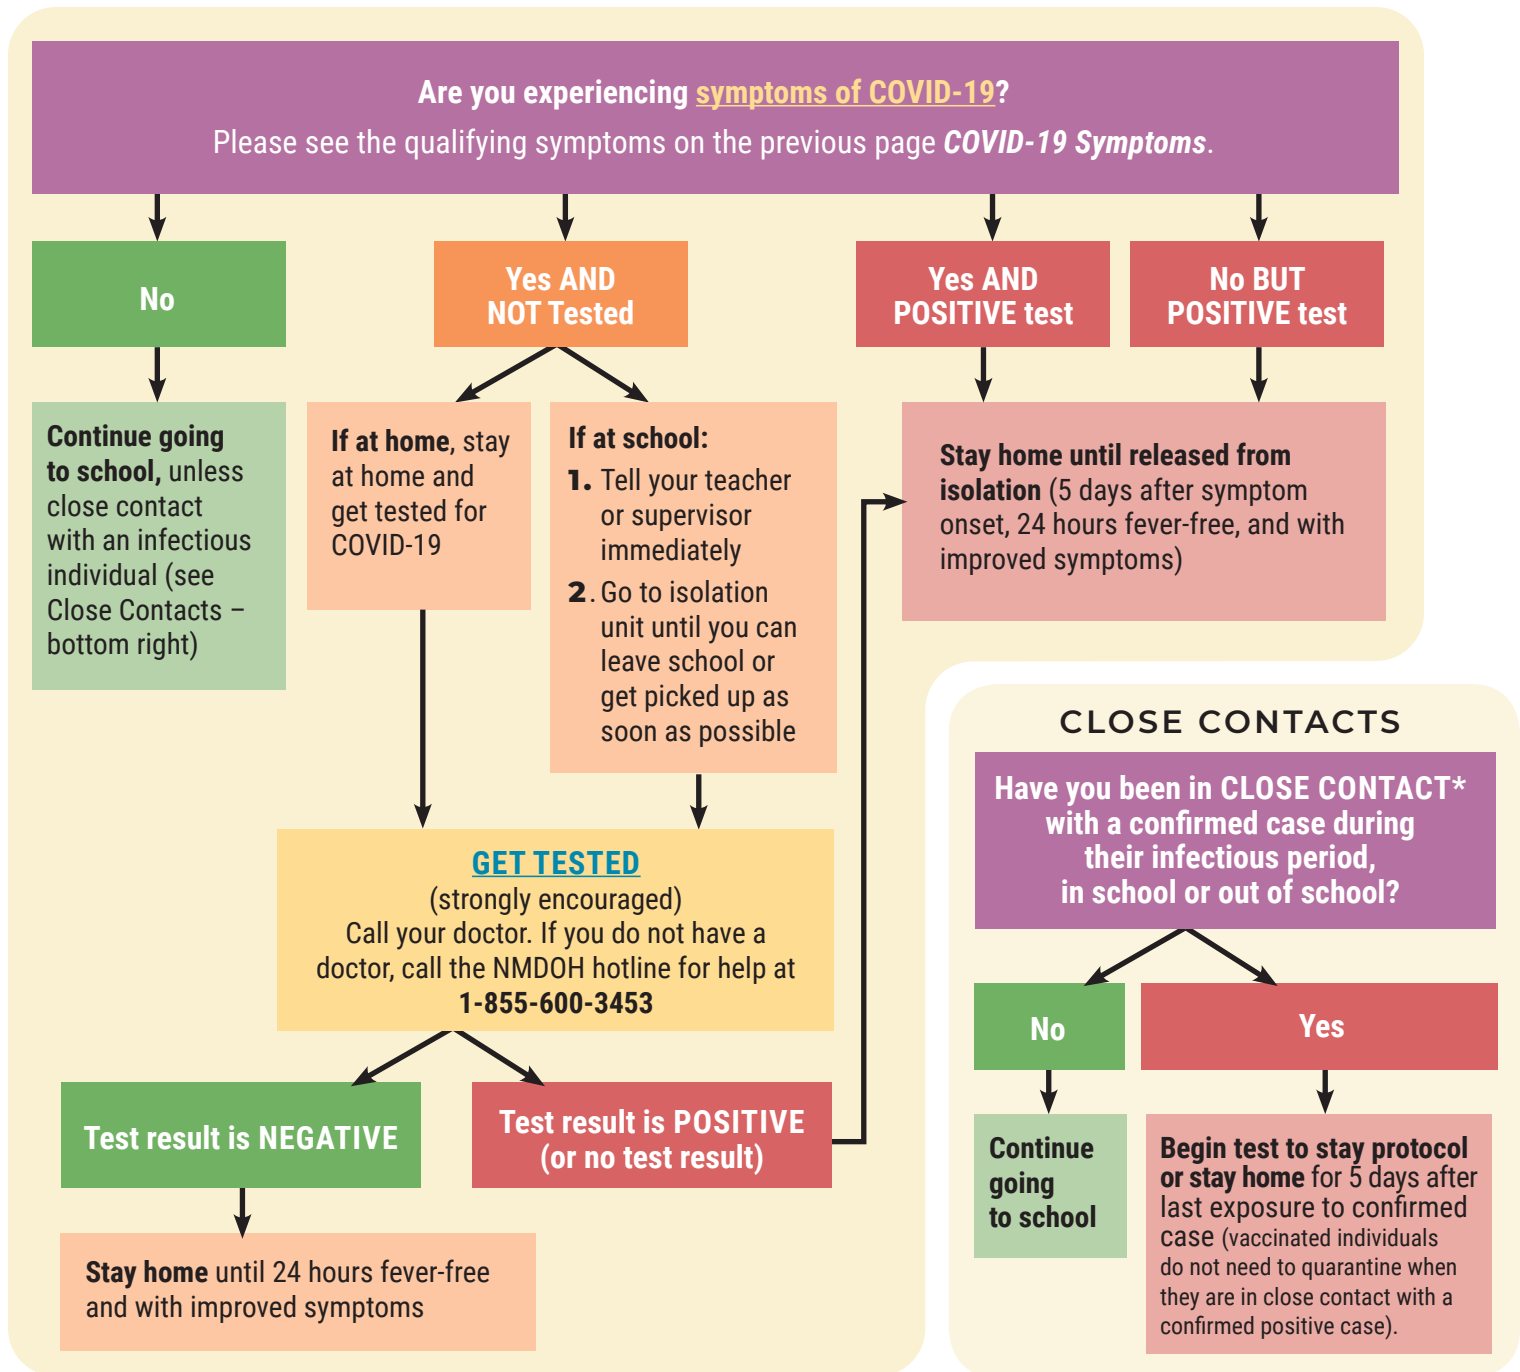 Are you experiencing symptoms of COVID-19?
Please see the qualifying symptoms on the previous page COVID-19 Symptoms.
No
Yes AND
NOT Tested
Yes AND
POSITIVE test
No BUT
POSITIVE test
Continue going
to school, unless
close contact
with an infectious
individual (see
Close Contacts –
bottom right)
If at home, stay
at home and
get tested for
COVID-19
If at school:
1. Tell your teacher
or supervisor
immediately
2. Go to isolation
unit until you can
leave school or
get picked up as
soon as possible
Stay home until released from
isolation (5 days after symptom
onset, 24 hours fever-free, and with
improved symptoms)
GET TESTED
(strongly encouraged)
Call your doctor. If you do not have a
doctor, call the NMDOH hotline for help at
1-855-600-3453
Test result is NEGATIVE
Test result is POSITIVE
(or no test result)
Stay home until 24 hours fever-free
and with improved symptoms
CLOSE CONTACTS
Have you been in CLOSE CONTACT*
with a confirmed case during
their infectious period,
in school or out of school?
No
Yes
Continue
going
to school
Begin test to stay protocol
or stay home for 5 days after
last exposure to confirmed
case (vaccinated individuals
do not need to quarantine when
they are in close contact with a
confirmed positive case).